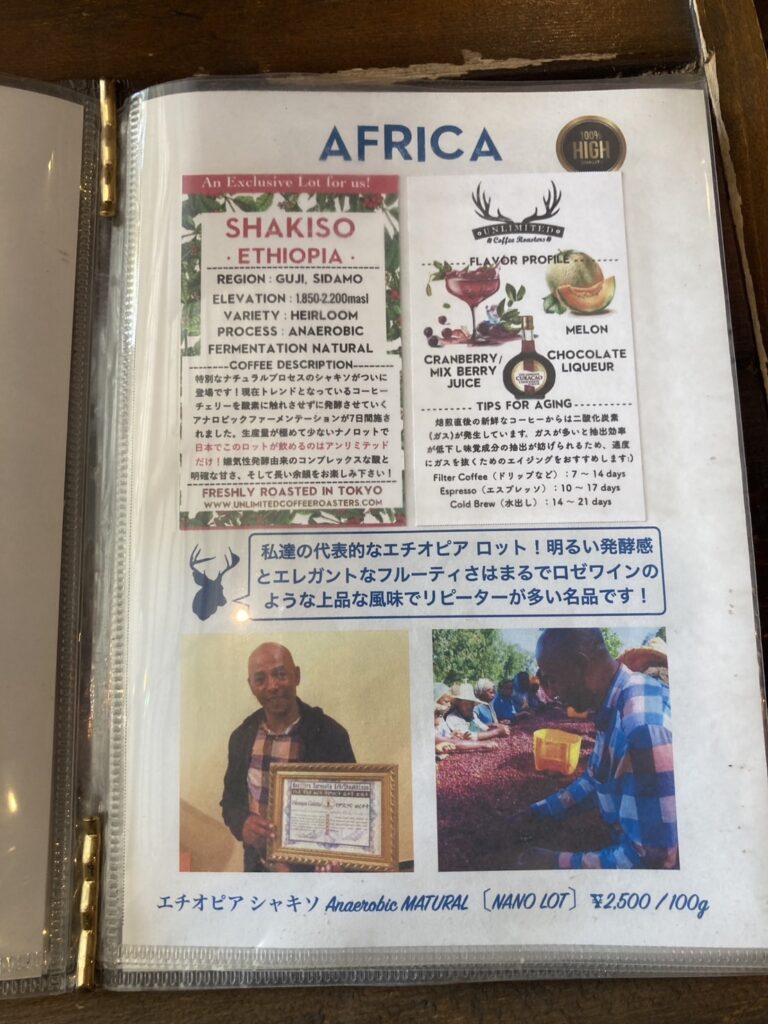 AFRICA
100%
HIGH
An Exclusive Lot for us!
SHAKISO
· ETHIOPIA ·
REGION : GUJI, SIDAMO
ELEVATION : 1.850-2.200masl
VARIETY : HEIRLOOM
PROCESS : ANAEROBIC
FERMENTATION NATURAL
COFFEE DESCRIPTION
特別なナチュラルプロセスのシャキソがついに
登場です！現在トレンドとなっているコーヒー
チェリーを酸素に触れさせずに発酵させていく
アナロビックファーメンテーションが7日間施さ
れました。生産量が極めて少ないナノロットで
日本でこのロットが飲めるのはアンリミテッド
だけ！嫌気性発酵由来のコンプレックスな酸と
明確な甘さ、そして長い余韻をお楽しみ下さい！
FRESHLY ROASTED IN TOKYO
WWW.UNLIMITEDCOFFEEROASTERS.COM
UNLIMITED
Coffee Roasters
FLAVOR PROFILE
MELON
CRANBERRY/
MIX BERRY
JUICE
CURACAO
CHOCOLATE
LIQUEUR
TIPS FOR AGING
焙煎直後の新鮮なコーヒーからは二酸化炭素
（ガス）が発生しています。ガスが多いと抽出効率
が低下し味覚成分の抽出が妨げられるため、適度
にガスを抜くためのエイジングをおすすめします:)
Filter Coffee（ドリップなど）: 7 ～ 14 days
Espresso（エスプレッソ）: 10 ～ 17 days
Cold Brew（水出し）: 14 ～ 21 days
私達の代表的なエチオピア ロット！明るい発酵感
とエレガントなフルーティさはまるでロゼワインの
ような上品な風味でリピーターが多い名品です！
エチオピア シャキソ Anaerobic MATURAL 〔NANO LOT〕 ¥2,500 / 100g